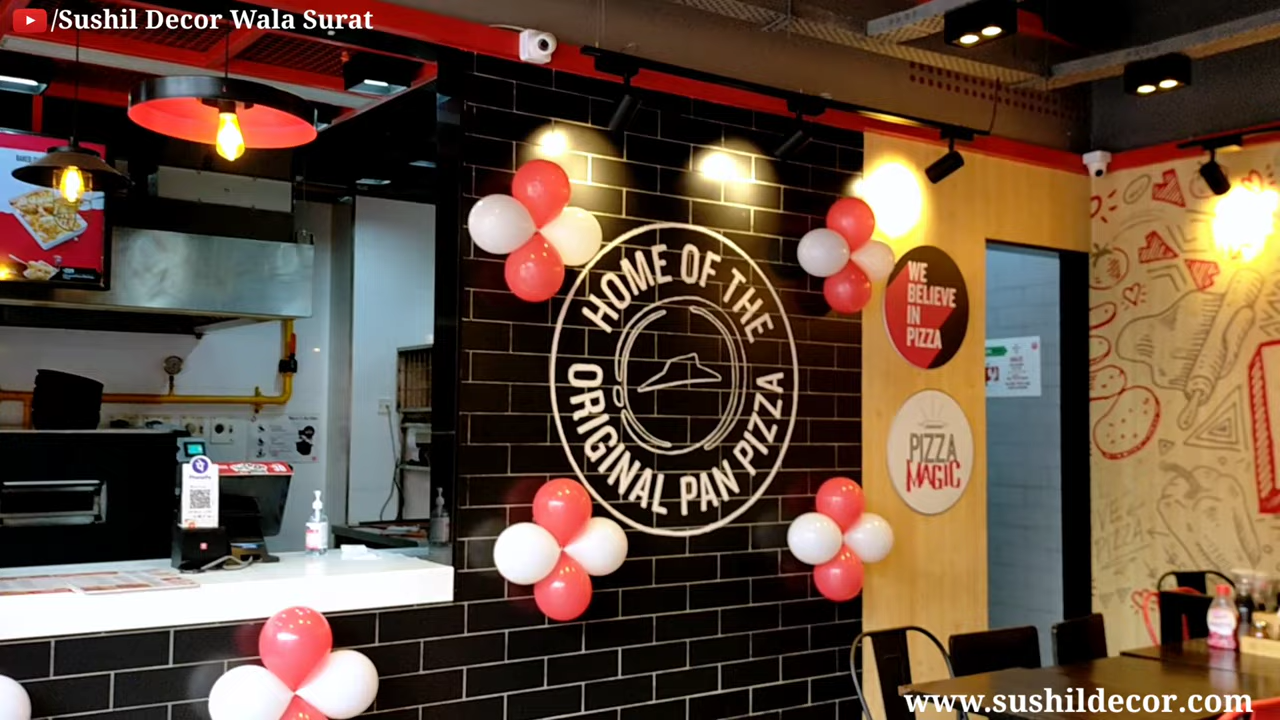 /Sushil Decor Wala Surat
HOME OF THE
ORIGINAL PAN PIZZA
WE
BELIEVE
IN
PIZZA
PIZZA
MAGIC
PhonePe
www.sushildecor.com